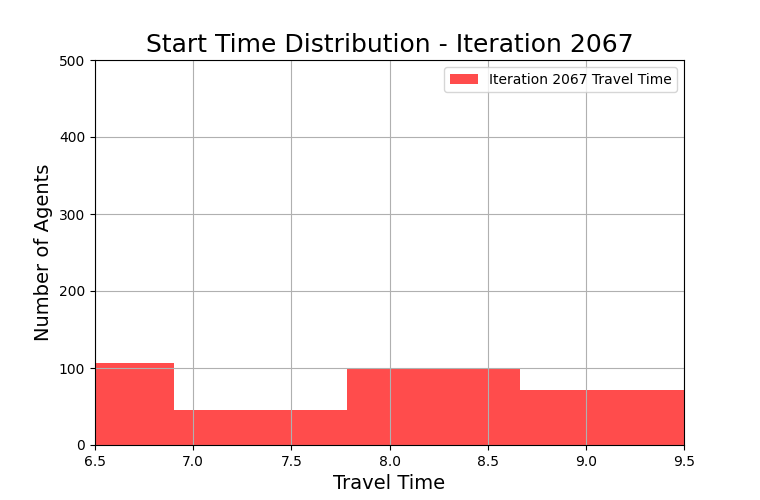 Start Time Distribution - Iteration 2067
500
400
300
200
100
0
Number of Agents
Iteration 2067 Travel Time
6.5 7.0 7.5 8.0 8.5 9.0 9.5
Travel Time